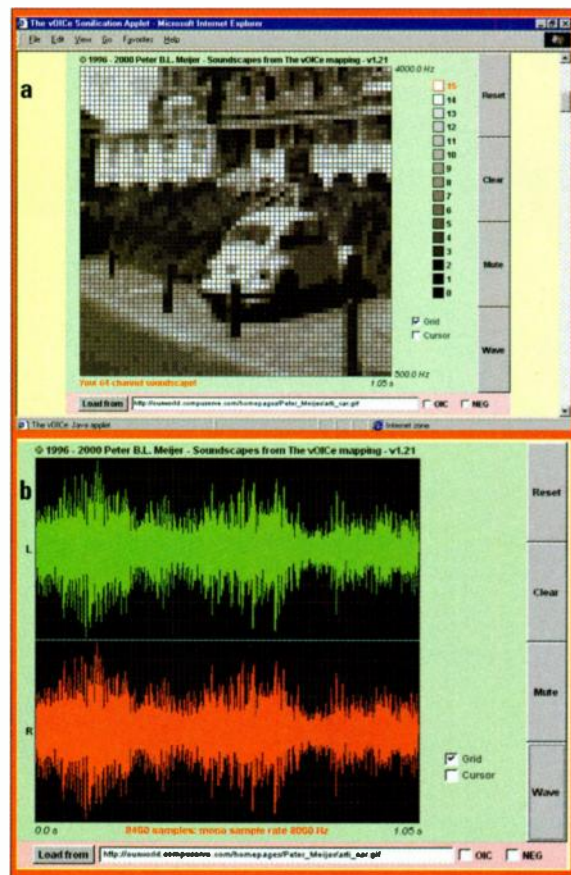 The vOICe Sonification Applet - Microsoft Internet Explorer
File Edit View Go Favorites Help
a
© 1996 - 2000 Peter B.L. Meijer - Soundscapes from The vOICe mapping - v1.21
4000.0 Hz
15
14
13
12
11
10
9
8
7
6
5
4
3
2
1
0
Grid
Cursor
500.0 Hz
Your 64 channel soundscape!
1.05 s
Reset
Clear
Mute
Wave
Load from
OIC
NEG
The vOICe Java applet
Internet zone
b
© 1996 - 2000 Peter B.L. Meijer - Soundscapes from The vOICe mapping - v1.21
L
R
Grid
Cursor
0.0 s
sample rate 8000 Hz
1.05 s
Reset
Clear
Mute
Wave
Load from
OIC
NEG